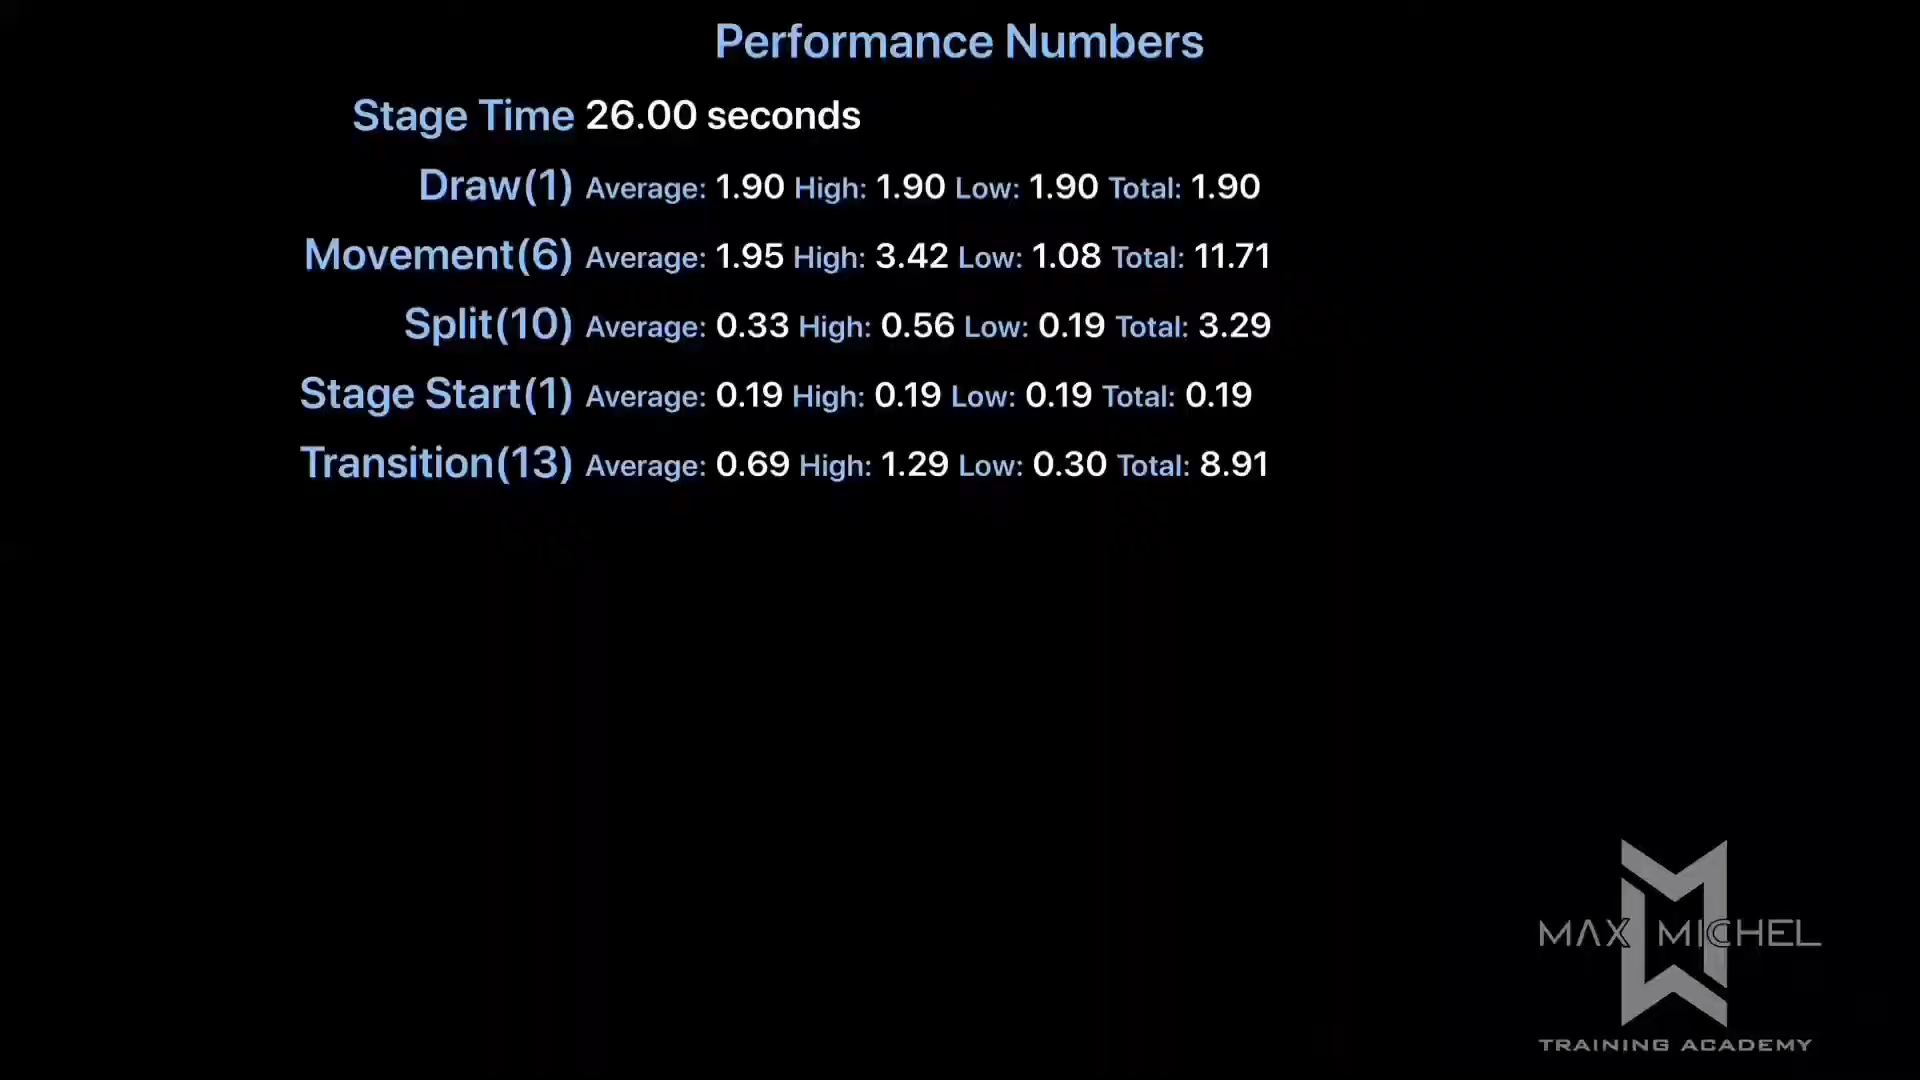 Performance Numbers
Stage Time 26.00 seconds
Draw(1) Average: 1.90 High: 1.90 Low: 1.90 Total: 1.90
Movement(6) Average: 1.95 High: 3.42 Low: 1.08 Total: 11.71
Split(10) Average: 0.33 High: 0.56 Low: 0.19 Total: 3.29
Stage Start(1) Average: 0.19 High: 0.19 Low: 0.19 Total: 0.19
Transition(13) Average: 0.69 High: 1.29 Low: 0.30 Total: 8.91
MAX MICHEL
TRAINING ACADEMY